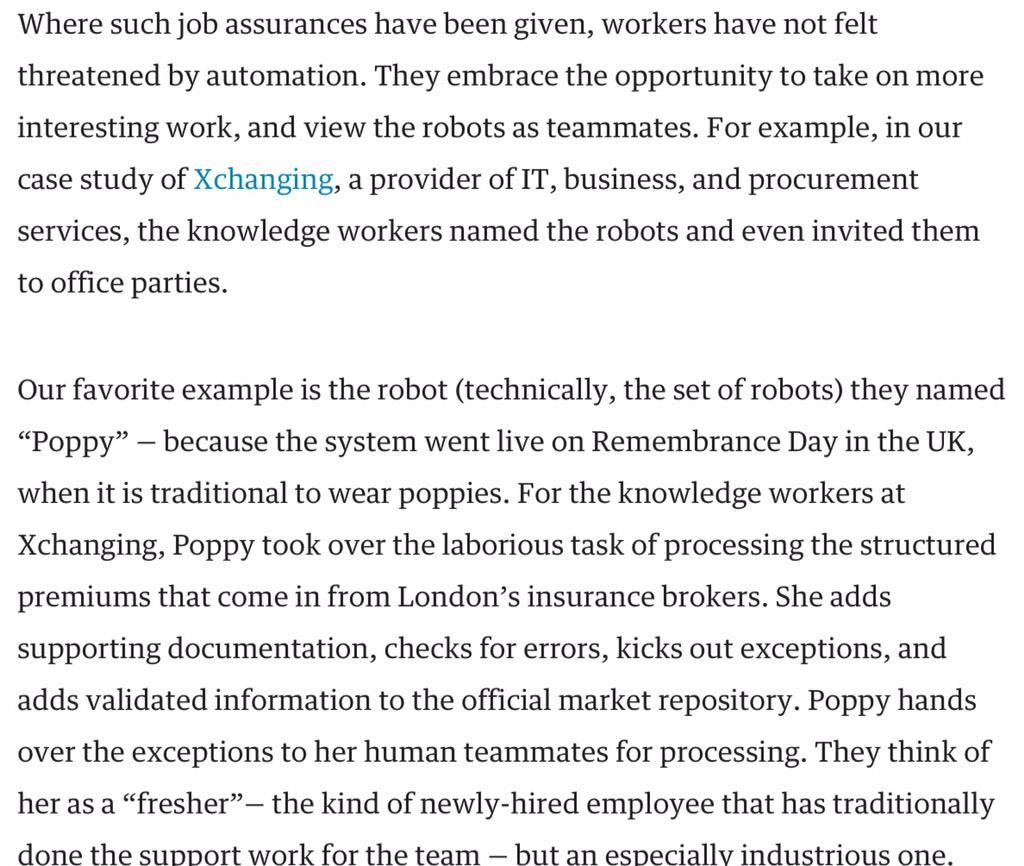 Where such job assurances have been given, workers have not felt
threatened by automation. They embrace the opportunity to take on more
interesting work, and view the robots as teammates. For example, in our
case study of Xchanging, a provider of IT, business, and procurement
services, the knowledge workers named the robots and even invited them
to office parties.
Our favorite example is the robot (technically, the set of robots) they named
“Poppy” — because the system went live on Remembrance Day in the UK,
when it is traditional to wear poppies. For the knowledge workers at
Xchanging, Poppy took over the laborious task of processing the structured
premiums that come in from London’s insurance brokers. She adds
supporting documentation, checks for errors, kicks out exceptions, and
adds validated information to the official market repository. Poppy hands
over the exceptions to her human teammates for processing. They think of
her as a “fresher”— the kind of newly-hired employee that has traditionally
done the support work for the team — but an especially industrious one.